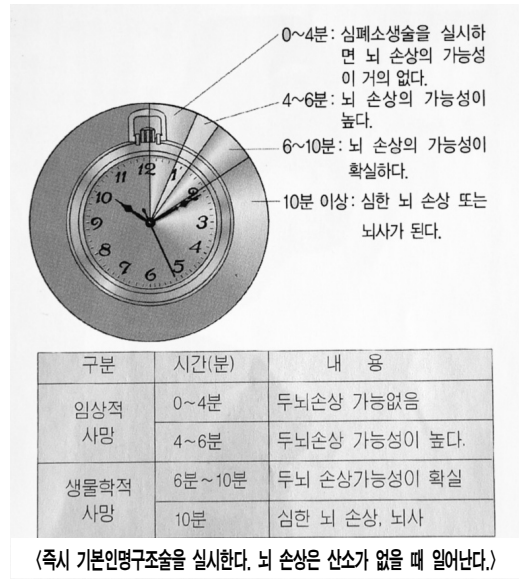 0~4분: 심폐소생술을 실시하
면 뇌 손상의 가능성
이 거의 없다.
4~6분: 뇌 손상의 가능성이
높다.
6~10분: 뇌 손상의 가능성이
확실하다.
10분 이상: 심한 뇌 손상 또는
뇌사가 된다.
12
1
2
3
4
5
6
7
8
9
10
11
구분 시간(분) 내 용
임상적
사망
0~4분 두뇌손상 가능없음
4~6분 두뇌손상 가능성이 높다.
생물학적
사망
6분~10분 두뇌 손상가능성이 확실
10분 심한 뇌 손상, 뇌사
〈즉시 기본인명구조술을 실시한다. 뇌 손상은 산소가 없을 때 일어난다.〉